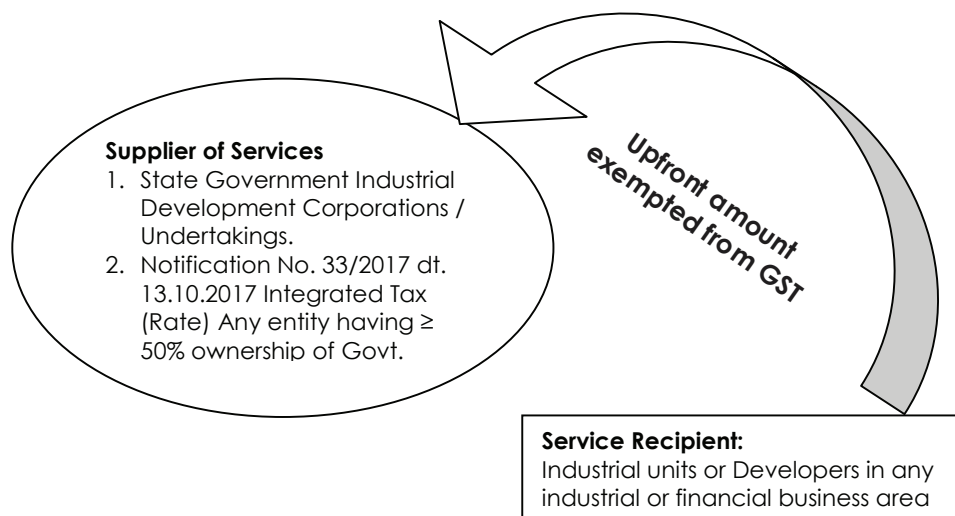 Supplier of Services
1. State Government Industrial
Development Corporations /
Undertakings.
2. Notification No. 33/2017 dt.
13.10.2017 Integrated Tax
(Rate) Any entity having ≥
50% ownership of Govt.
Upfront amount
exempted from GST
Service Recipient:
Industrial units or Developers in any
industrial or financial business area